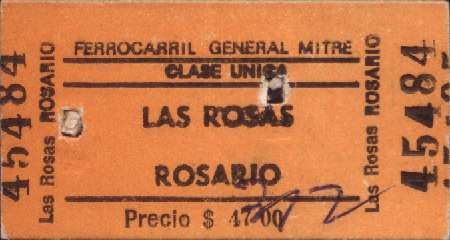 FERROCARRIL GENERAL MITRE
CLASE UNICA
LAS ROSAS
ROSARIO
Precio $ 47.00
45484
Las Rosas ROSARIO
Las Rosas ROSARIO
45484